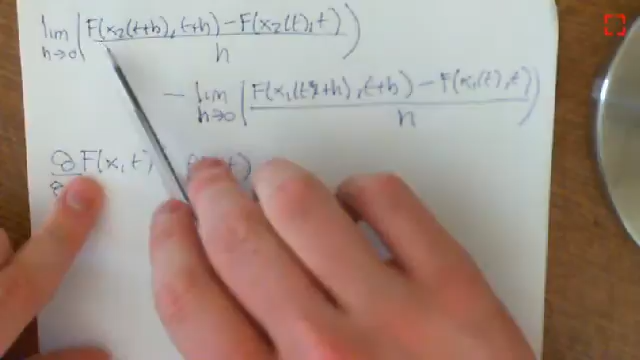 lim h→0 ( F(x₂(t+h), t+h) − F(x₂(t), t) / h )
− lim h→0 ( F(x₁(t+h), t+h) − F(x₁(t), t) / h )
∂ F(x, t)